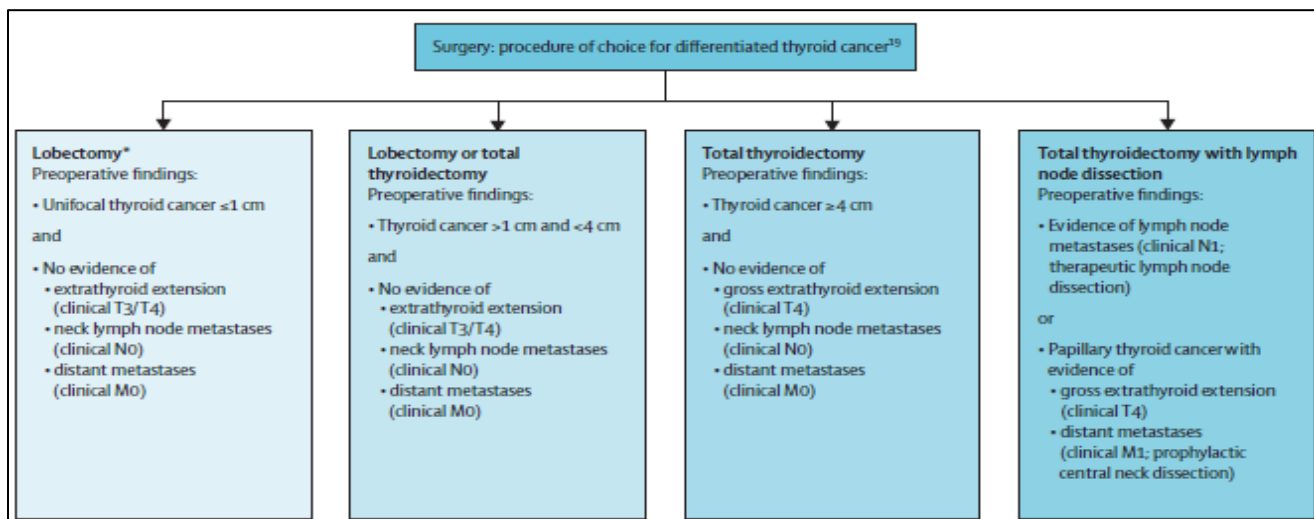 Surgery: procedure of choice for differentiated thyroid cancer¹⁹
Lobectomy*
Preoperative findings:
• Unifocal thyroid cancer ≤1 cm
and
• No evidence of
• extrathyroid extension
(clinical T3/T4)
• neck lymph node metastases
(clinical N0)
• distant metastases
(clinical M0)
Lobectomy or total
thyroidectomy
Preoperative findings:
• Thyroid cancer >1 cm and <4 cm
and
• No evidence of
• extrathyroid extension
(clinical T3/T4)
• neck lymph node metastases
(clinical N0)
• distant metastases
(clinical M0)
Total thyroidectomy
Preoperative findings:
• Thyroid cancer ≥4 cm
and
• No evidence of
• gross extrathyroid extension
(clinical T4)
• neck lymph node metastases
(clinical N0)
• distant metastases
(clinical M0)
Total thyroidectomy with lymph
node dissection
Preoperative findings:
• Evidence of lymph node
metastases (clinical N1;
therapeutic lymph node
dissection)
or
• Papillary thyroid cancer with
evidence of
• gross extrathyroid extension
(clinical T4)
• distant metastases
(clinical M1; prophylactic
central neck dissection)